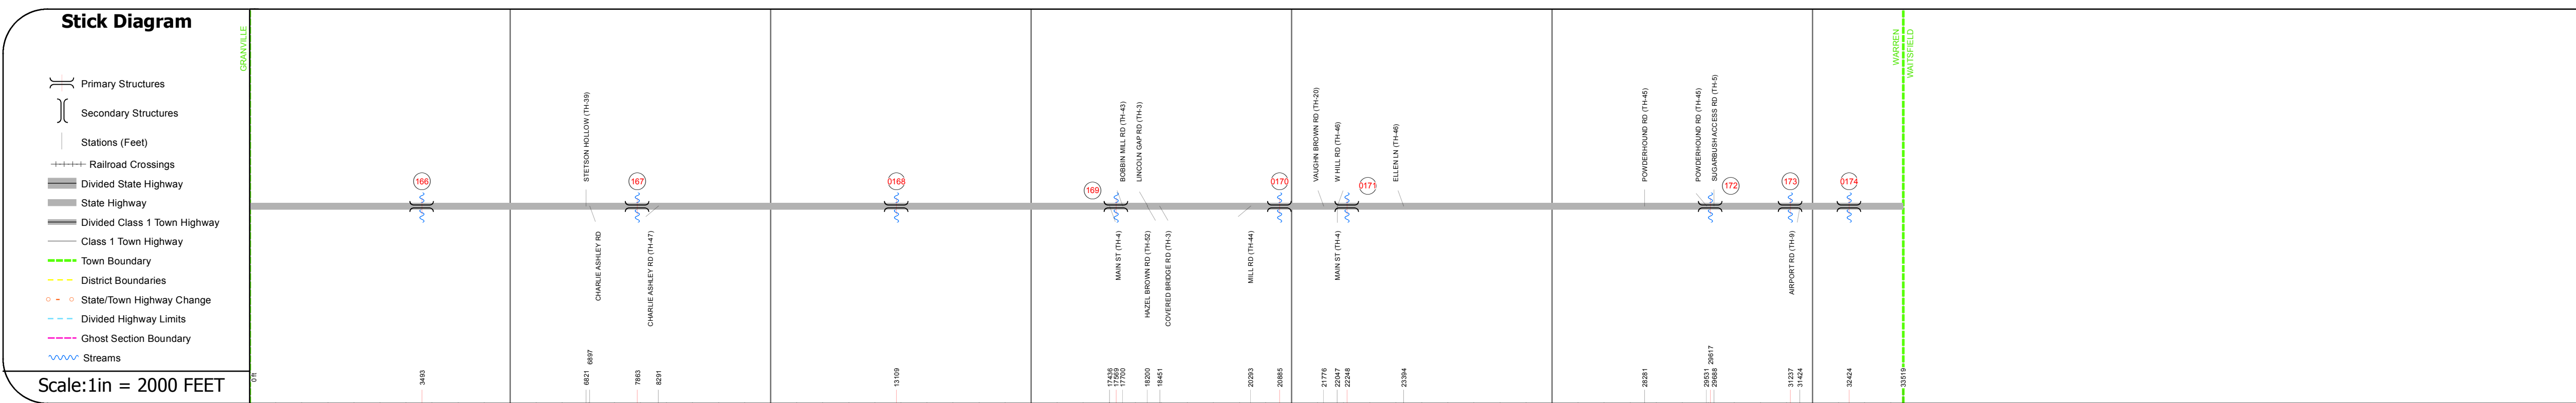 Stick Diagram
Primary Structures
Secondary Structures
Stations (Feet)
Railroad Crossings
Divided State Highway
State Highway
Divided Class 1 Town Highway
Class 1 Town Highway
Town Boundary
District Boundaries
State/Town Highway Change
Divided Highway Limits
Ghost Section Boundary
Streams
Scale:1in = 2000 FEET
GRANVILLE
WARREN
WAITSFIELD
166
167
0168
169
0170
0171
172
173
0174
STETSON HOLLOW (TH-39)
CHARLIE ASHLEY RD
CHARLIE ASHLEY RD (TH-47)
MAIN ST (TH-4)
BOBBIN MILL RD (TH-43)
LINCOLN GAP RD (TH-3)
HAZEL BROWN RD (TH-52)
COVERED BRIDGE RD (TH-3)
MILL RD (TH-44)
VAUGHN BROWN RD (TH-20)
W HILL RD (TH-46)
MAIN ST (TH-4)
ELLEN LN (TH-46)
POWDERHOUND RD (TH-45)
POWDERHOUND RD (TH-45)
SUGARBUSH ACCESS RD (TH-5)
AIRPORT RD (TH-9)
0 ft
3493
6821
6897
7863
8291
13109
17436
17569
17700
18200
18451
20293
20885
21776
22047
22248
23394
28281
29531
29617
29688
31237
31424
32424
33519